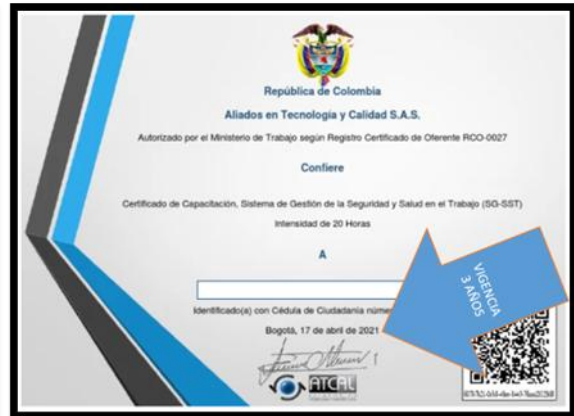 República de Colombia
Aliados en Tecnología y Calidad S.A.S.
Autorizado por el Ministerio de Trabajo según Registro Certificado de Oferente RCO-0027
Confiere
Certificado de Capacitación, Sistema de Gestión de la Seguridad y Salud en el Trabajo (SG-SST)
Intensidad de 20 Horas
A
Identificado(a) con Cédula de Ciudadanía
Bogotá, 17 de abril de 2021
VIGENCIA
3 AÑOS
ATCAL